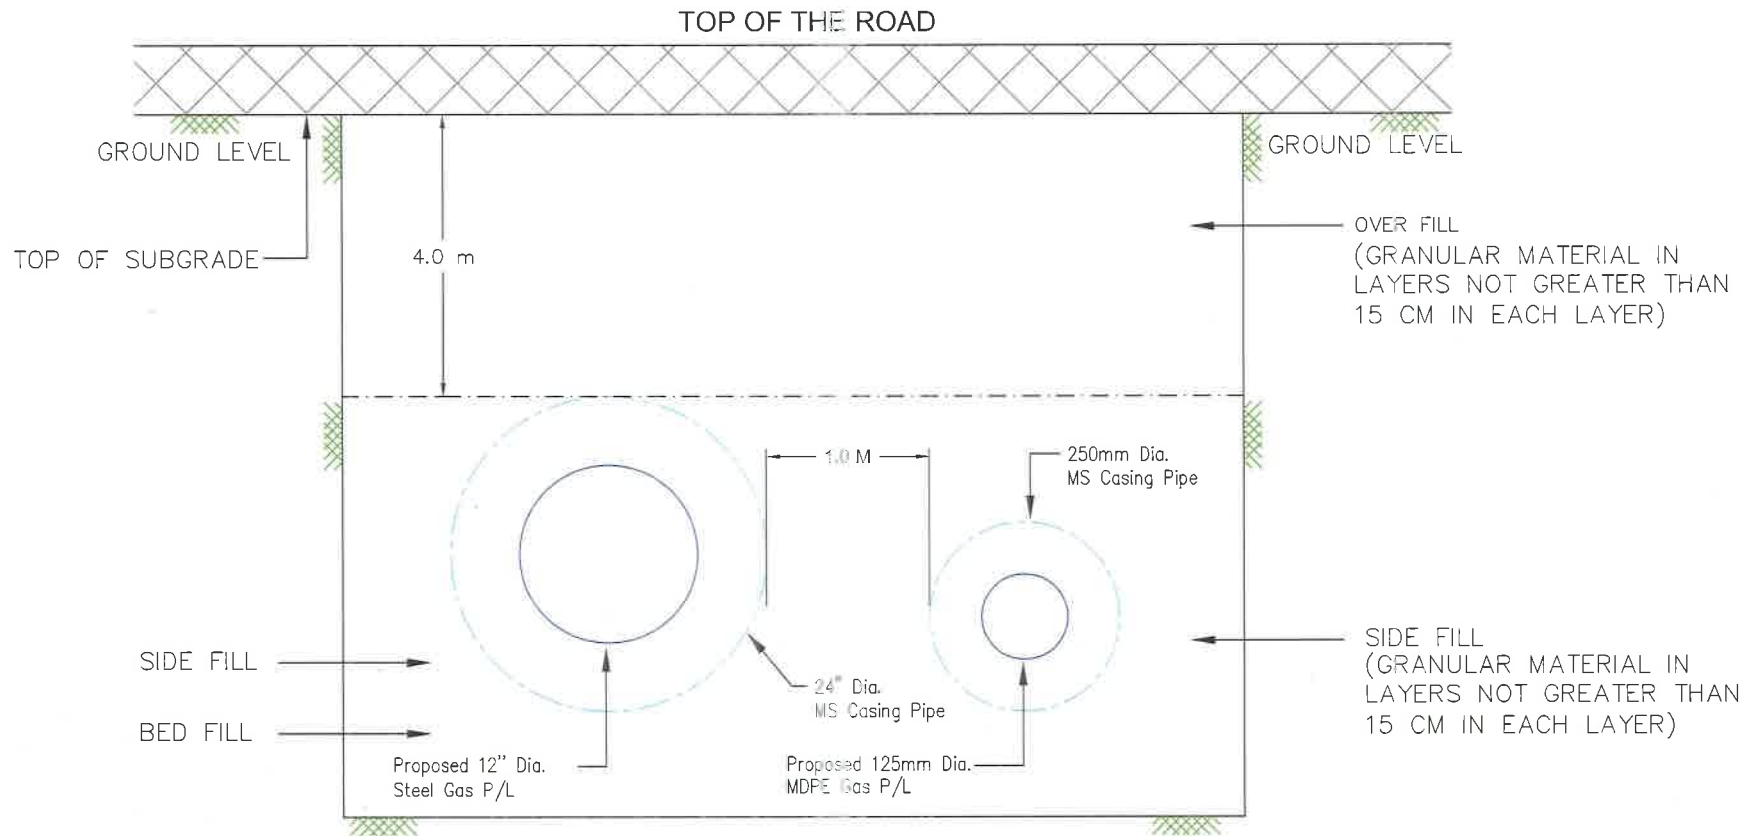 TOP OF THE ROAD
GROUND LEVEL
GROUND LEVEL
TOP OF SUBGRADE
4.0 m
OVER FILL
(GRANULAR MATERIAL IN
LAYERS NOT GREATER THAN
15 CM IN EACH LAYER)
1.0 M
250mm Dia.
MS Casing Pipe
SIDE FILL
BED FILL
24" Dia.
MS Casing Pipe
SIDE FILL
(GRANULAR MATERIAL IN
LAYERS NOT GREATER THAN
15 CM IN EACH LAYER)
Proposed 12" Dia.
Steel Gas P/L
Proposed 125mm Dia.
MDPE Gas P/L